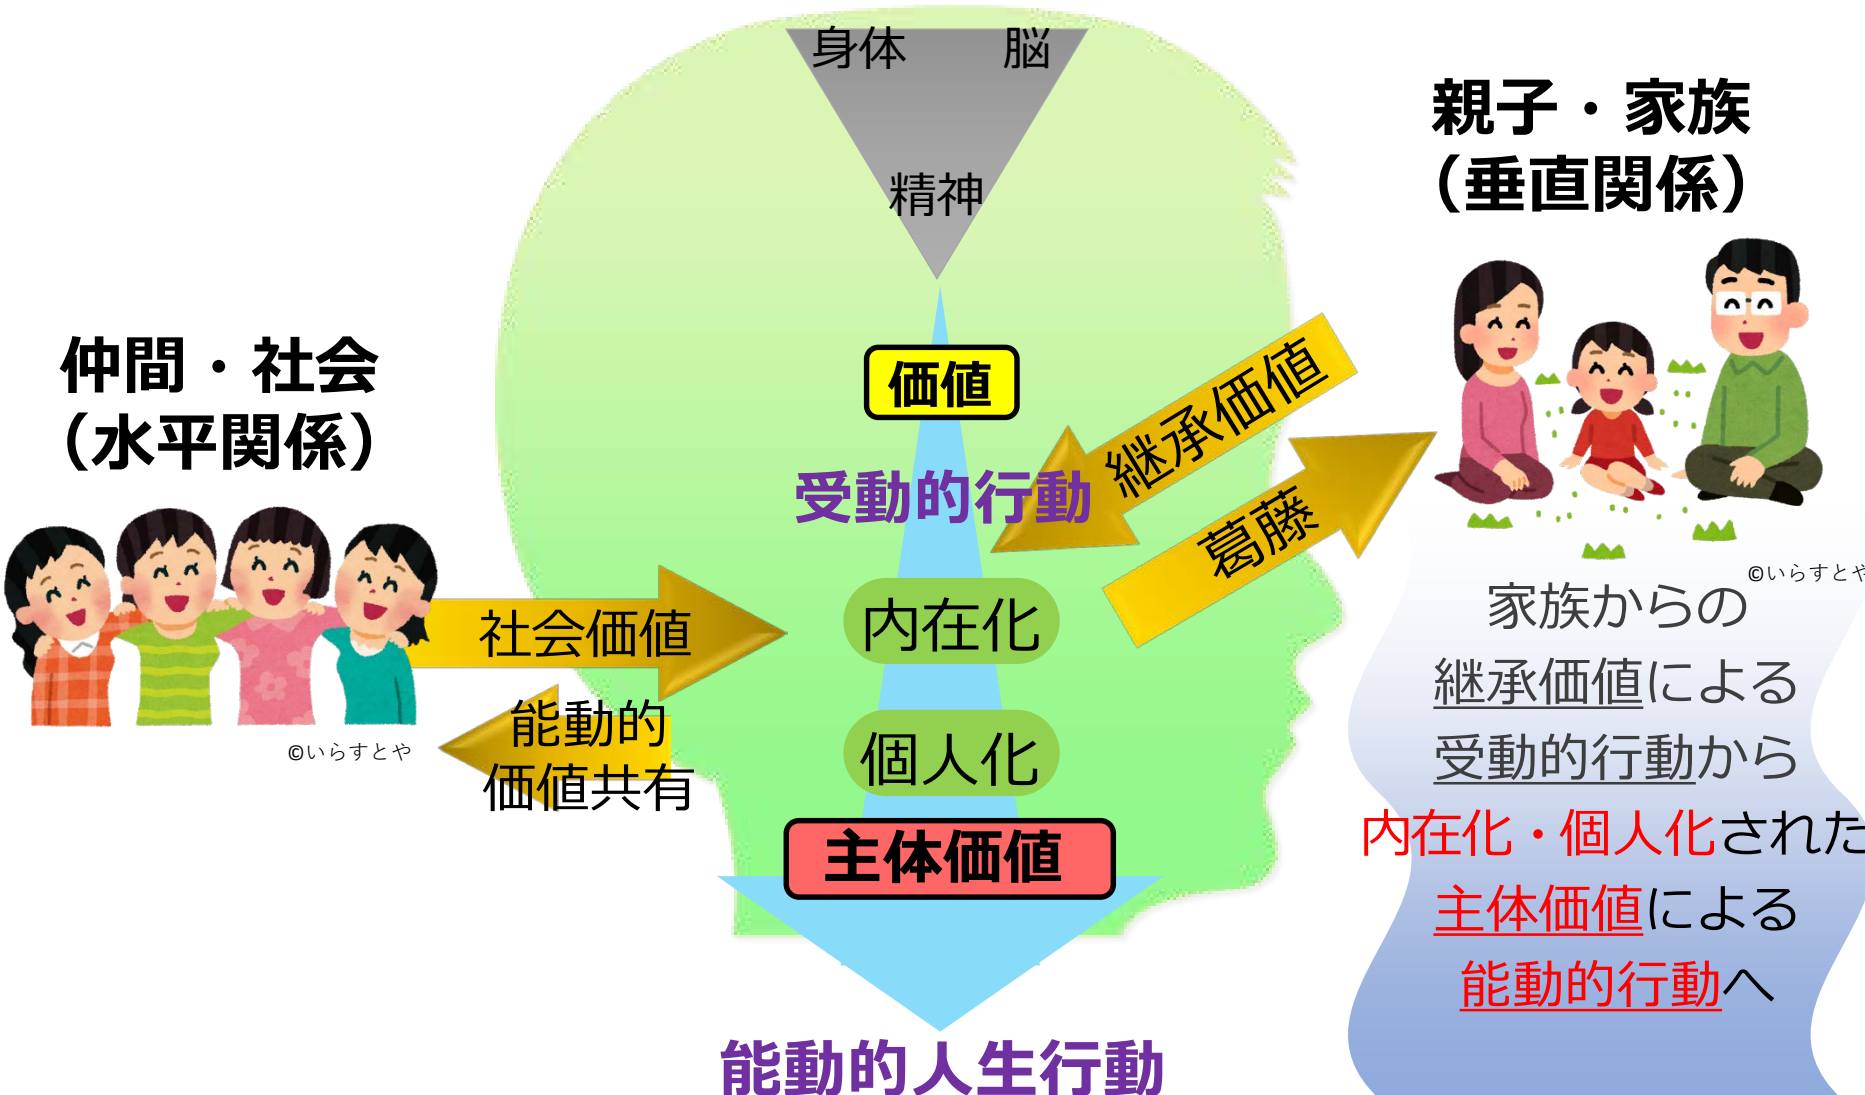 身体 脳
精神
親子・家族
（垂直関係）
仲間・社会
（水平関係）
価値
継承価値
受動的行動
葛藤
©いらすとや
社会価値
内在化
能動的
価値共有
©いらすとや
個人化
主体価値
能動的人生行動
家族からの
継承価値による
受動的行動から
内在化・個人化された
主体価値による
能動的行動へ